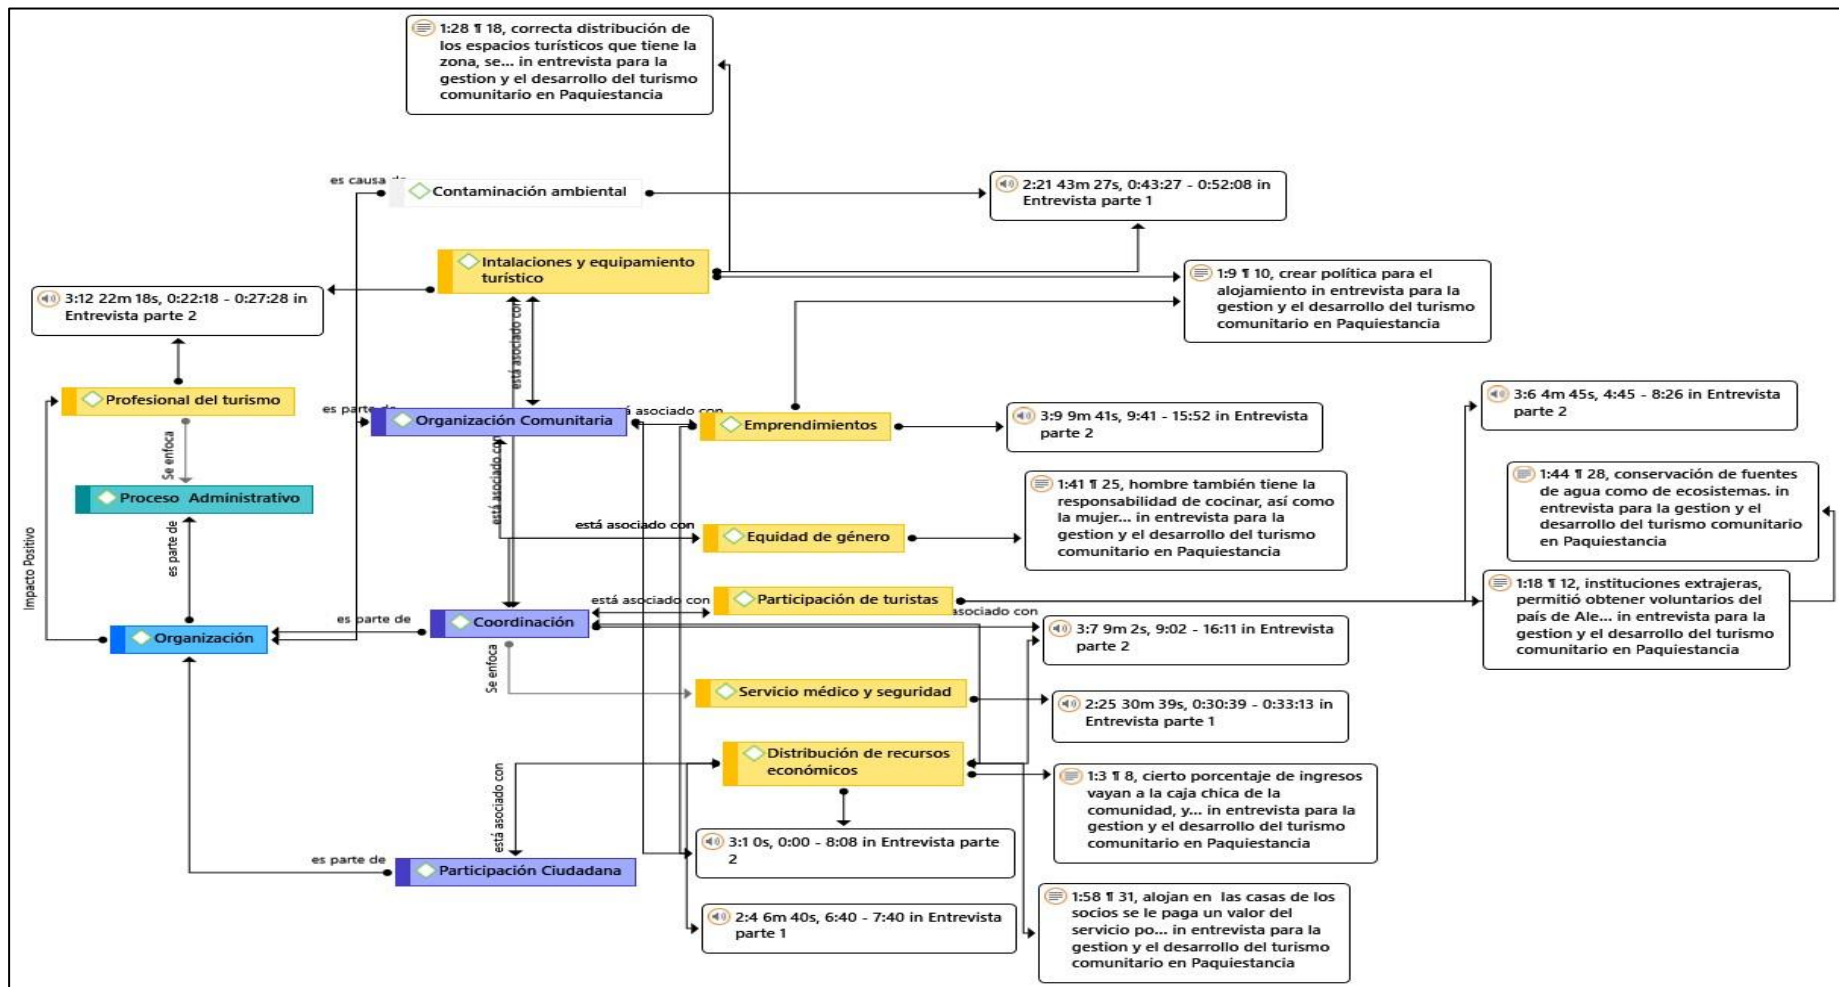 1:28 ¶ 18, correcta distribución de
los espacios turísticos que tiene la
zona, se... in entrevista para la
gestion y el desarrollo del turismo
comunitario en Paquiestancia
es causa de
Contaminación ambiental
2:21 43m 27s, 0:43:27 - 0:52:08 in
Entrevista parte 1
Intalaciones y equipamiento
turístico
1:9 ¶ 10, crear política para el
alojamiento in entrevista para la
gestion y el desarrollo del turismo
comunitario en Paquiestancia
3:12 22m 18s, 0:22:18 - 0:27:28 in
Entrevista parte 2
está asociado con
Profesional del turismo
es parte de
Organización Comunitaria
está asociado con
Emprendimientos
3:9 9m 41s, 9:41 - 15:52 in Entrevista
parte 2
3:6 4m 45s, 4:45 - 8:26 in Entrevista
parte 2
Se enfoca
está asociado con
Proceso Administrativo
1:41 ¶ 25, hombre también tiene la
responsabilidad de cocinar, así como
la mujer... in entrevista para la
gestion y el desarrollo del turismo
comunitario en Paquiestancia
1:44 ¶ 28, conservación de fuentes
de agua como de ecosistemas. in
entrevista para la gestion y el
desarrollo del turismo comunitario
en Paquiestancia
está asociado con
Equidad de género
es parte de
Impacto Positivo
Organización
es parte de
Coordinación
está asociado con
Participación de turistas
asociado con
1:18 ¶ 12, instituciones extrajeras,
permitió obtener voluntarios del
país de Ale... in entrevista para la
gestion y el desarrollo del turismo
comunitario en Paquiestancia
3:7 9m 2s, 9:02 - 16:11 in Entrevista
parte 2
Se enfoca
Servicio médico y seguridad
2:25 30m 39s, 0:30:39 - 0:33:13 in
Entrevista parte 1
Distribución de recursos
económicos
1:3 ¶ 8, cierto porcentaje de ingresos
vayan a la caja chica de la
comunidad, y... in entrevista para la
gestion y el desarrollo del turismo
comunitario en Paquiestancia
está asociado con
3:1 0s, 0:00 - 8:08 in Entrevista parte
2
es parte de
Participación Ciudadana
2:4 6m 40s, 6:40 - 7:40 in Entrevista
parte 1
1:58 ¶ 31, alojan en las casas de los
socios se le paga un valor del
servicio po... in entrevista para la
gestion y el desarrollo del turismo
comunitario en Paquiestancia